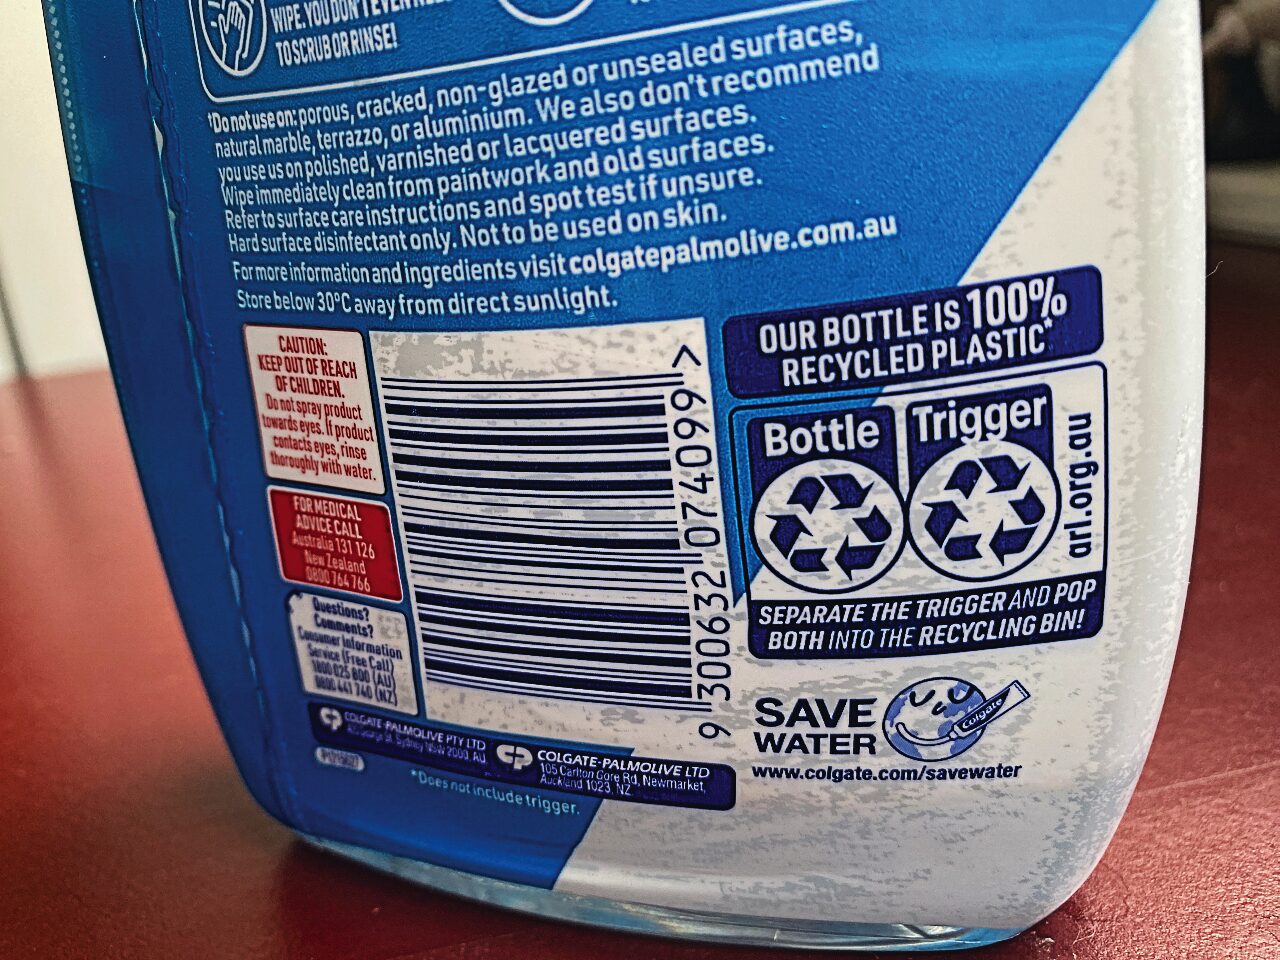 WIPE. YOU DON'T EVEN
TO SCRUB OR RINSE!
†Do not use on: porous, cracked, non-glazed or unsealed surfaces,
natural marble, terrazzo, or aluminium. We also don't recommend
you use us on polished, varnished or lacquered surfaces.
Wipe immediately clean from paintwork and old surfaces.
Refer to surface care instructions and spot test if unsure.
Hard surface disinfectant only. Not to be used on skin.
For more information and ingredients visit colgatepalmolive.com.au
Store below 30°C away from direct sunlight.
CAUTION:
KEEP OUT OF REACH
OF CHILDREN.
Do not spray product
towards eyes. If product
contacts eyes, rinse
thoroughly with water.
FOR MEDICAL
ADVICE CALL
Australia 131 126
New Zealand
0800 764 766
Questions?
Comments?
Consumer Information
Service (Free Call)
1800 025 800 (AU)
0800 441 740 (NZ)
9 300632 074099 >
OUR BOTTLE IS 100%
RECYCLED PLASTIC*
Bottle
Trigger
arl.org.au
SEPARATE THE TRIGGER AND POP
BOTH INTO THE RECYCLING BIN!
SAVE
WATER
Colgate
www.colgate.com/savewater
COLGATE-PALMOLIVE PTY LTD
George St, Sydney NSW 2000, AU
COLGATE-PALMOLIVE LTD
105 Carlton Gore Rd, Newmarket,
Auckland 1023, NZ
*Does not include trigger.